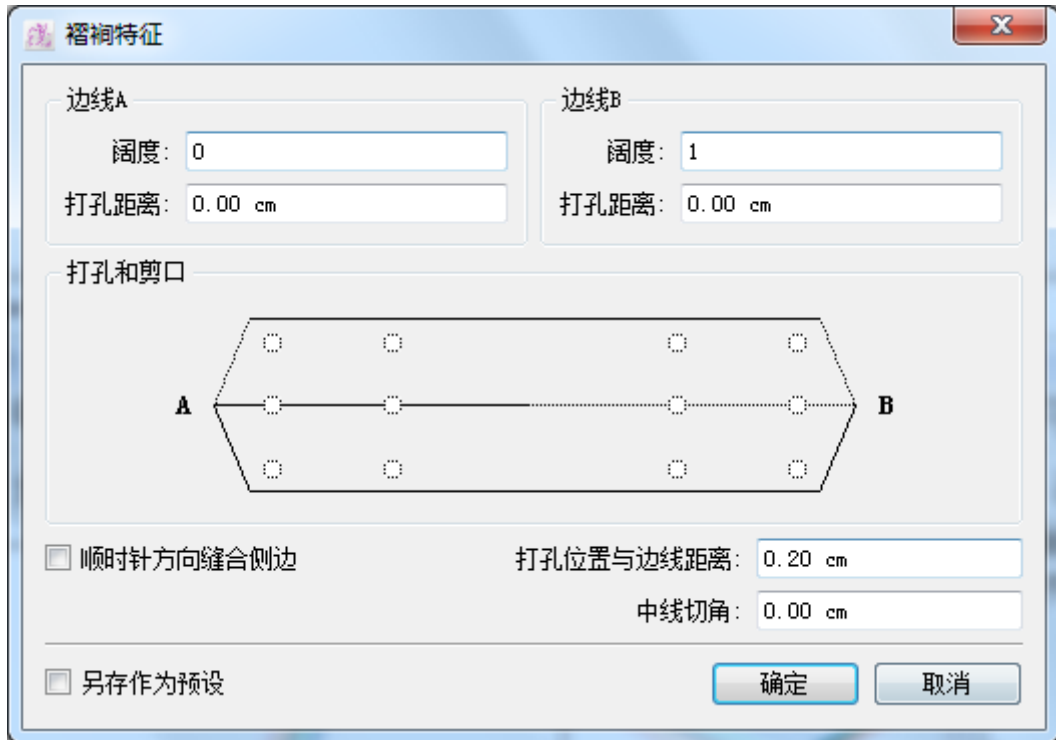 褶裥特征
边线A
阔度: 0
打孔距离: 0.00 cm
边线B
阔度: 1
打孔距离: 0.00 cm
打孔和剪口
A
B
顺时针方向缝合侧边
打孔位置与边线距离: 0.20 cm
中线切角: 0.00 cm
另存作为预设
确定
取消